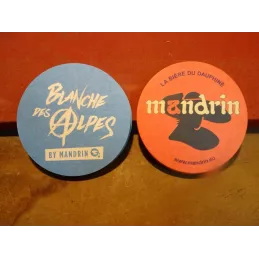 BLANCHE
DES ALPES
BY MANDRIN
LA BIÈRE DU DAUPHINÉ
mandrin